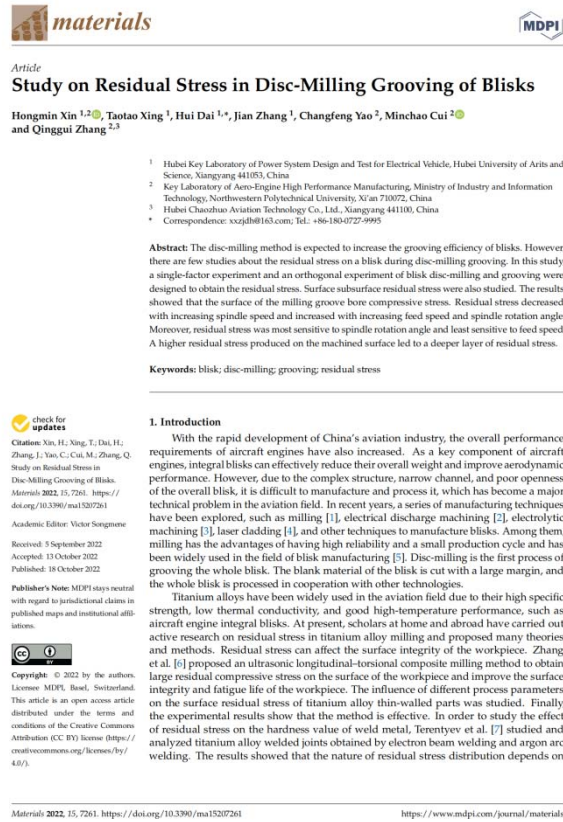 materials
MDPI
Article
Study on Residual Stress in Disc-Milling Grooving of Blisks
Hongmin Xin 1,2, Taotao Xing 1, Hui Dai 1,*, Jian Zhang 1, Changfeng Yao 2, Minchao Cui 2
and Qinggui Zhang 2,3
1 Hubei Key Laboratory of Power System Design and Test for Electrical Vehicle, Hubei University of Arits and
Science, Xiangyang 441053, China
2 Key Laboratory of Aero-Engine High Performance Manufacturing, Ministry of Industry and Information
Technology, Northwestern Polytechnical University, Xi'an 710072, China
3 Hubei Chaozhuo Aviation Technology Co., Ltd., Xiangyang 441100, China
* Correspondence: xxzjdh@163.com; Tel.: +86-180-0727-9995
Abstract: The disc-milling method is expected to increase the grooving efficiency of blisks. However
there are few studies about the residual stress on a blisk during disc-milling grooving. In this study
a single-factor experiment and an orthogonal experiment of blisk disc-milling and grooving were
designed to obtain the residual stress. Surface subsurface residual stress were also studied. The results
showed that the surface of the milling groove bore compressive stress. Residual stress decreased
with increasing spindle speed and increased with increasing feed speed and spindle rotation angle
Moreover, residual stress was most sensitive to spindle rotation angle and least sensitive to feed speed
A higher residual stress produced on the machined surface led to a deeper layer of residual stress.
Keywords: blisk; disc-milling; grooving; residual stress
check for
updates
Citation: Xin, H.; Xing, T.; Dai, H.;
Zhang, J.; Yao, C.; Cui, M.; Zhang, Q.
Study on Residual Stress in
Disc-Milling Grooving of Blisks.
Materials 2022, 15, 7261. https://
doi.org/10.3390/ma15207261
Academic Editor: Victor Songmene
Received: 5 September 2022
Accepted: 13 October 2022
Published: 18 October 2022
Publisher's Note: MDPI stays neutral
with regard to jurisdictional claims in
published maps and institutional affil-
iations.
CC BY
Copyright: © 2022 by the authors.
Licensee MDPI, Basel, Switzerland.
This article is an open access article
distributed under the terms and
conditions of the Creative Commons
Attribution (CC BY) license (https://
creativecommons.org/licenses/by/
4.0/).
1. Introduction
With the rapid development of China's aviation industry, the overall performance
requirements of aircraft engines have also increased. As a key component of aircraft
engines, integral blisks can effectively reduce their overall weight and improve aerodynamic
performance. However, due to the complex structure, narrow channel, and poor openness
of the overall blisk, it is difficult to manufacture and process it, which has become a major
technical problem in the aviation field. In recent years, a series of manufacturing techniques
have been explored, such as milling [1], electrical discharge machining [2], electrolytic
machining [3], laser cladding [4], and other techniques to manufacture blisks. Among them
milling has the advantages of having high reliability and a small production cycle and has
been widely used in the field of blisk manufacturing [5]. Disc-milling is the first process of
grooving the whole blisk. The blank material of the blisk is cut with a large margin, and
the whole blisk is processed in cooperation with other technologies.
Titanium alloys have been widely used in the aviation field due to their high specific
strength, low thermal conductivity, and good high-temperature performance, such as
aircraft engine integral blisks. At present, scholars at home and abroad have carried out
active research on residual stress in titanium alloy milling and proposed many theories
and methods. Residual stress can affect the surface integrity of the workpiece. Zhang
et al. [6] proposed an ultrasonic longitudinal–torsional composite milling method to obtain
large residual compressive stress on the surface of the workpiece and improve the surface
integrity and fatigue life of the workpiece. The influence of different process parameters
on the surface residual stress of titanium alloy thin-walled parts was studied. Finally
the experimental results show that the method is effective. In order to study the effect
of residual stress on the hardness value of weld metal, Terentyev et al. [7] studied and
analyzed titanium alloy welded joints obtained by electron beam welding and argon arc
welding. The results showed that the nature of residual stress distribution depends on
Materials 2022, 15, 7261. https://doi.org/10.3390/ma15207261
https://www.mdpi.com/journal/materials